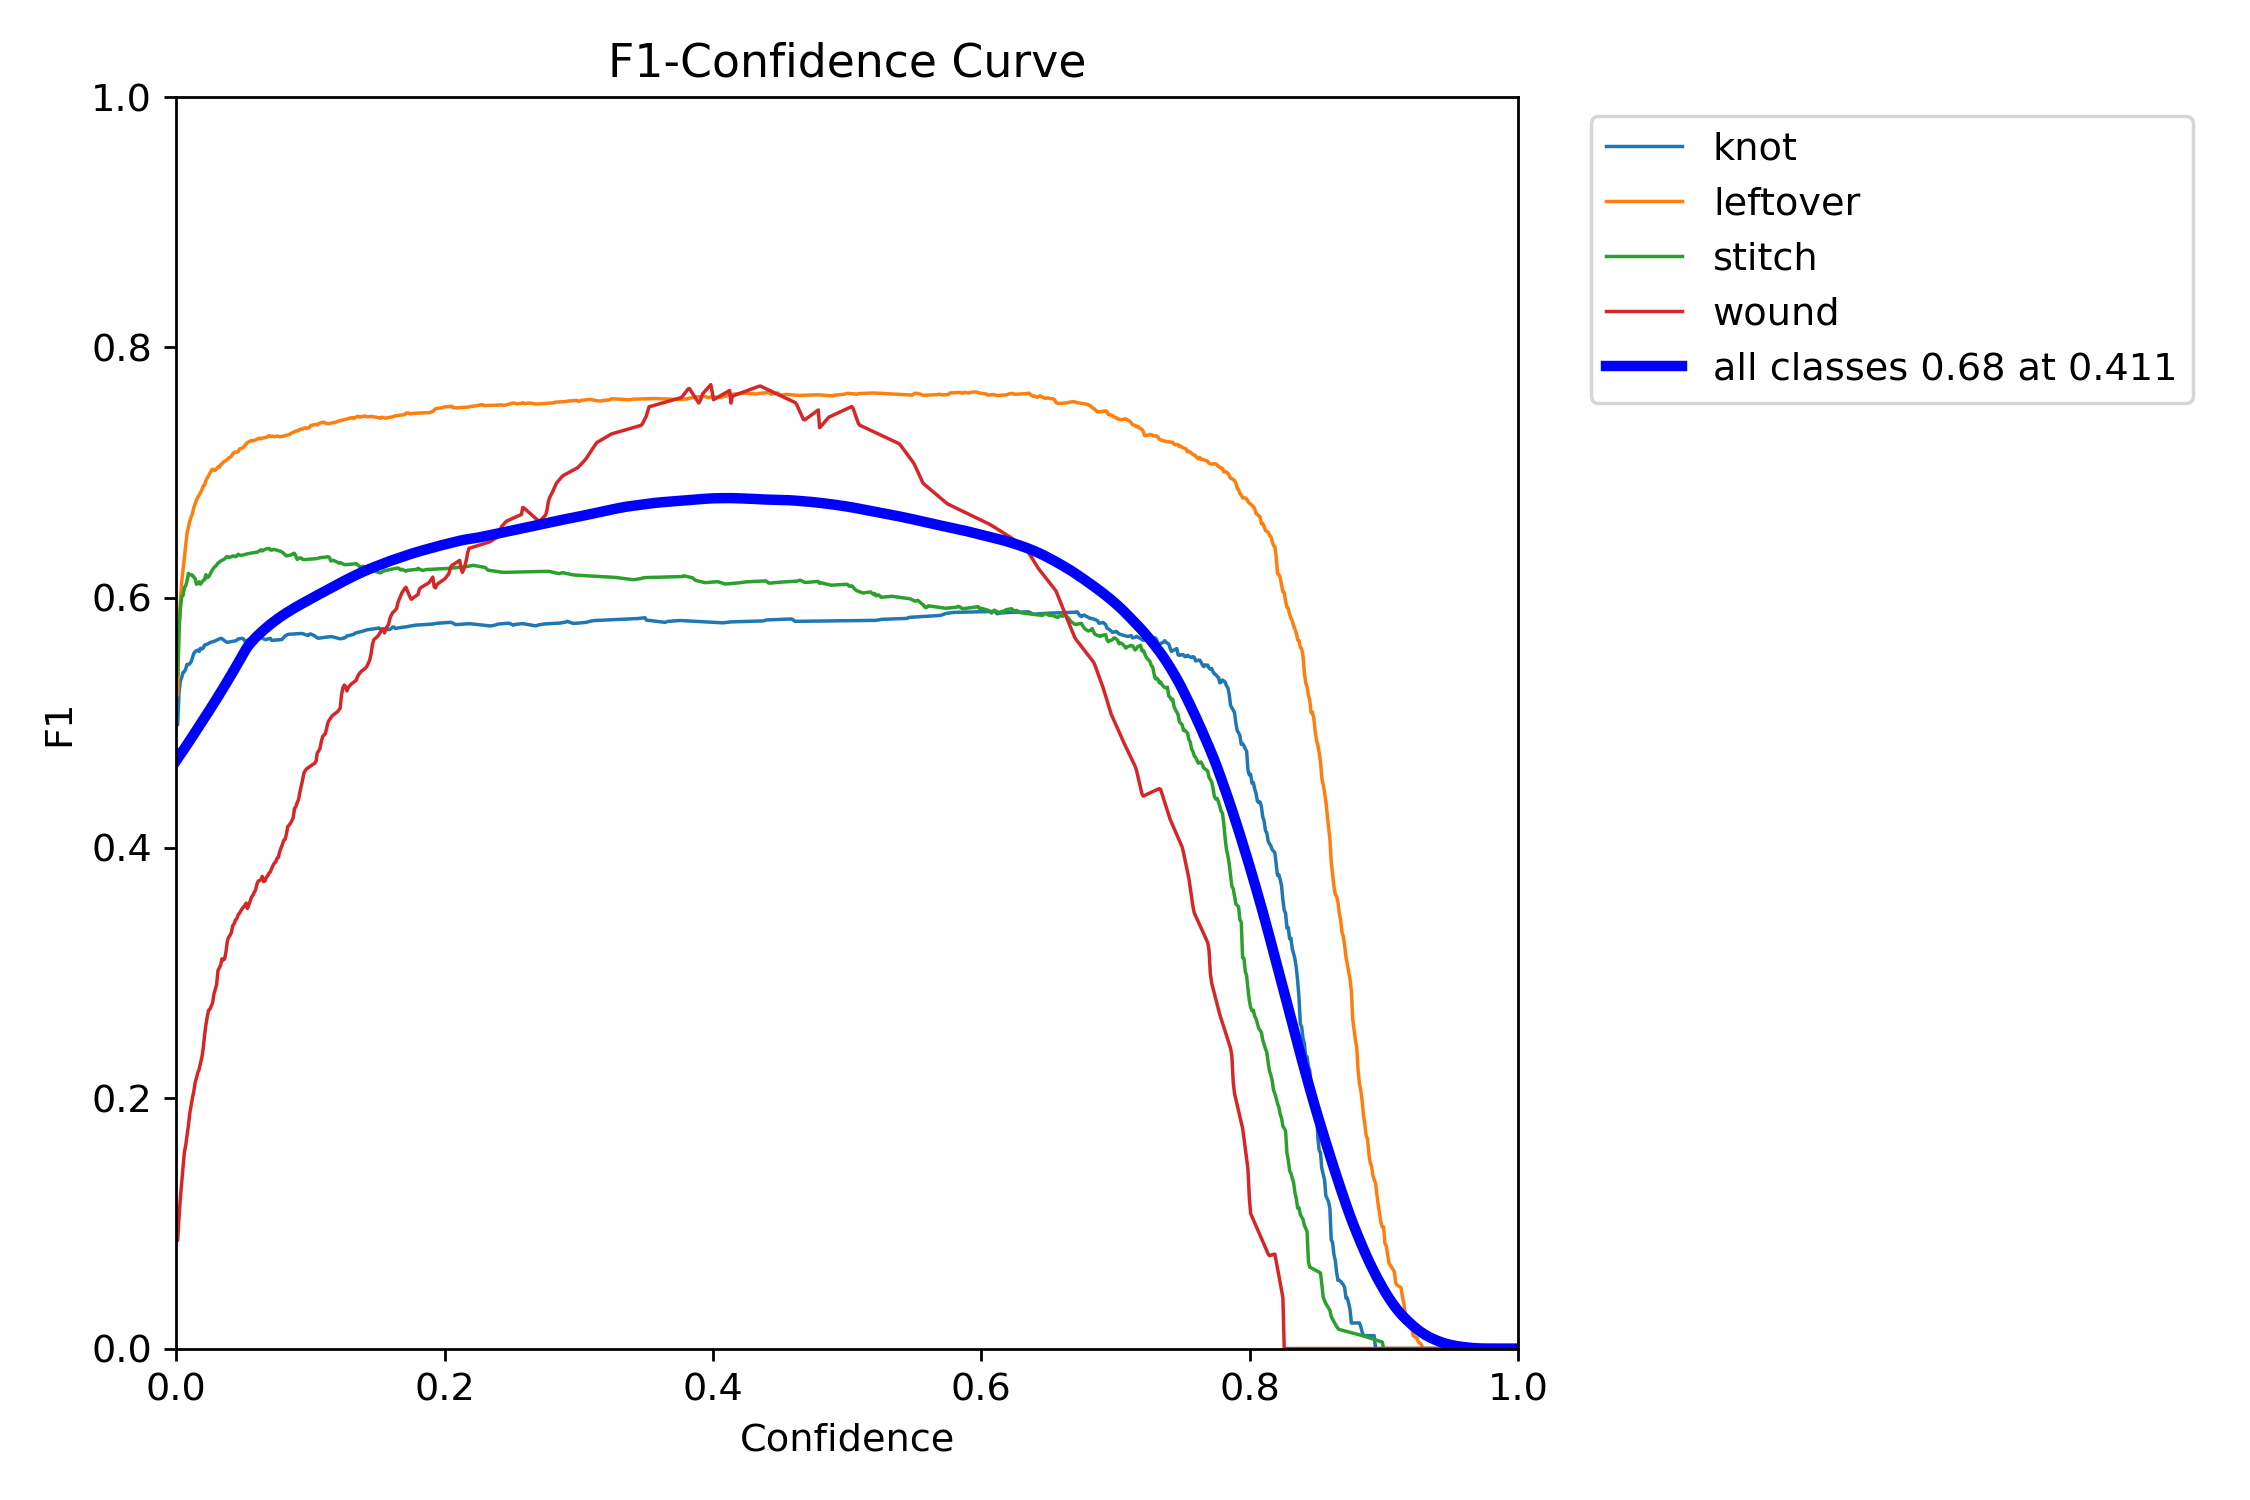 F1-Confidence Curve
1.0
0.8
0.6
0.4
0.2
0.0
F1
0.0 0.2 0.4 0.6 0.8 1.0
Confidence
knot
leftover
stitch
wound
all classes 0.68 at 0.411